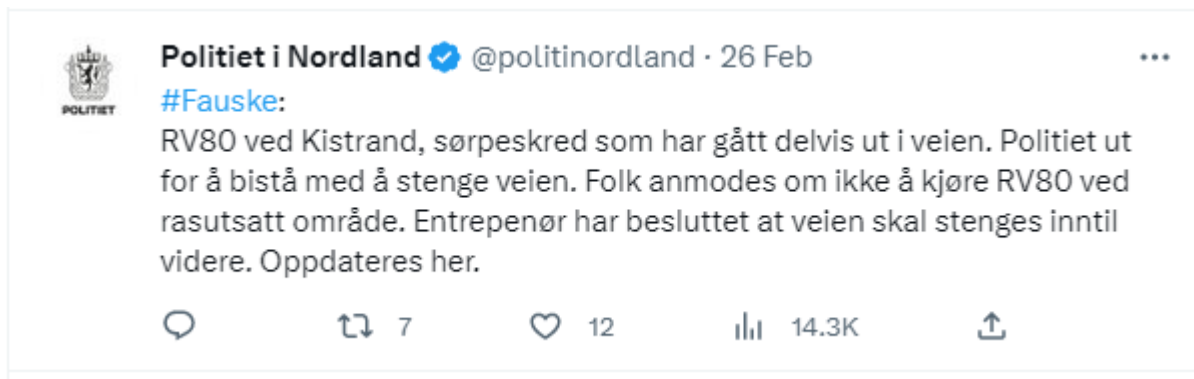 Politiet i Nordland @politinordland · 26 Feb
POLITIET
#Fauske:
RV80 ved Kistrand, sørpeskred som har gått delvis ut i veien. Politiet ut
for å bistå med å stenge veien. Folk anmodes om ikke å kjøre RV80 ved
rasutsatt område. Entrepenør har besluttet at veien skal stenges inntil
videre. Oppdateres her.
7 12 14.3K